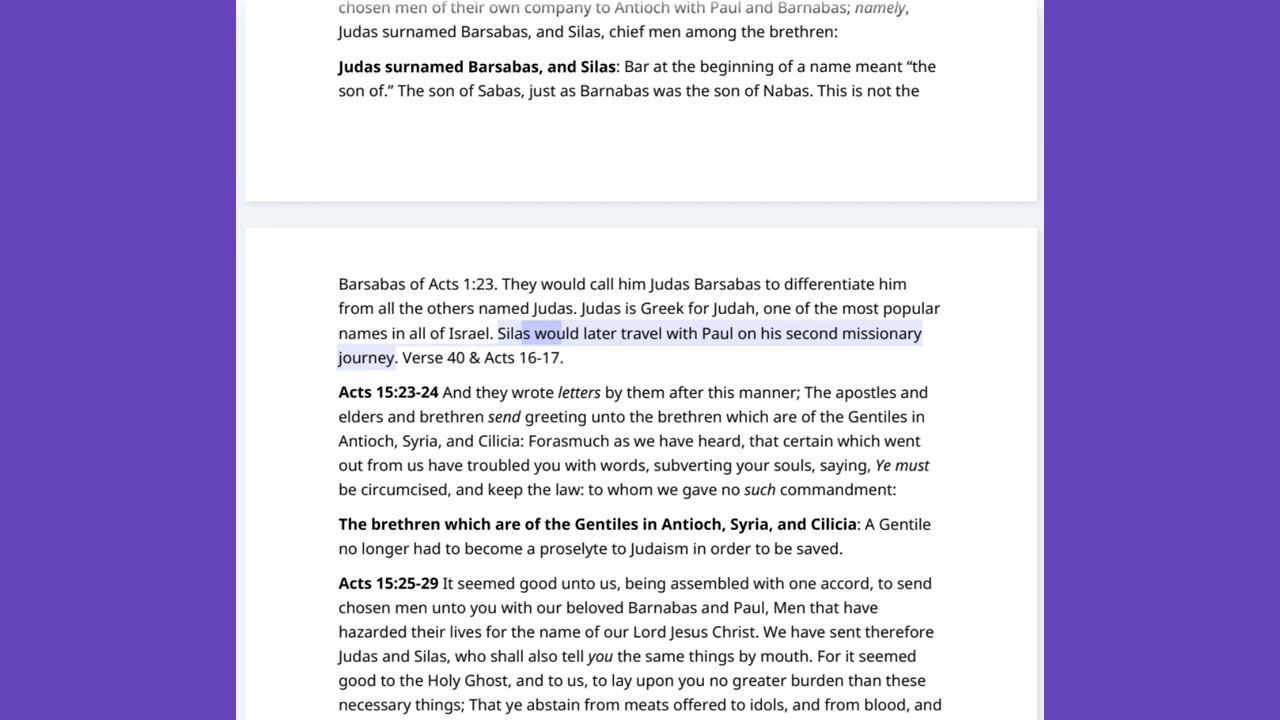 chosen men of their own company to Antioch with Paul and Barnabas; namely,
Judas surnamed Barsabas, and Silas, chief men among the brethren:
Judas surnamed Barsabas, and Silas: Bar at the beginning of a name meant “the
son of.” The son of Sabas, just as Barnabas was the son of Nabas. This is not the
Barsabas of Acts 1:23. They would call him Judas Barsabas to differentiate him
from all the others named Judas. Judas is Greek for Judah, one of the most popular
names in all of Israel. Silas would later travel with Paul on his second missionary
journey. Verse 40 & Acts 16-17.
Acts 15:23-24 And they wrote letters by them after this manner; The apostles and
elders and brethren send greeting unto the brethren which are of the Gentiles in
Antioch, Syria, and Cilicia: Forasmuch as we have heard, that certain which went
out from us have troubled you with words, subverting your souls, saying, Ye must
be circumcised, and keep the law: to whom we gave no such commandment:
The brethren which are of the Gentiles in Antioch, Syria, and Cilicia: A Gentile
no longer had to become a proselyte to Judaism in order to be saved.
Acts 15:25-29 It seemed good unto us, being assembled with one accord, to send
chosen men unto you with our beloved Barnabas and Paul, Men that have
hazarded their lives for the name of our Lord Jesus Christ. We have sent therefore
Judas and Silas, who shall also tell you the same things by mouth. For it seemed
good to the Holy Ghost, and to us, to lay upon you no greater burden than these
necessary things; That ye abstain from meats offered to idols, and from blood, and